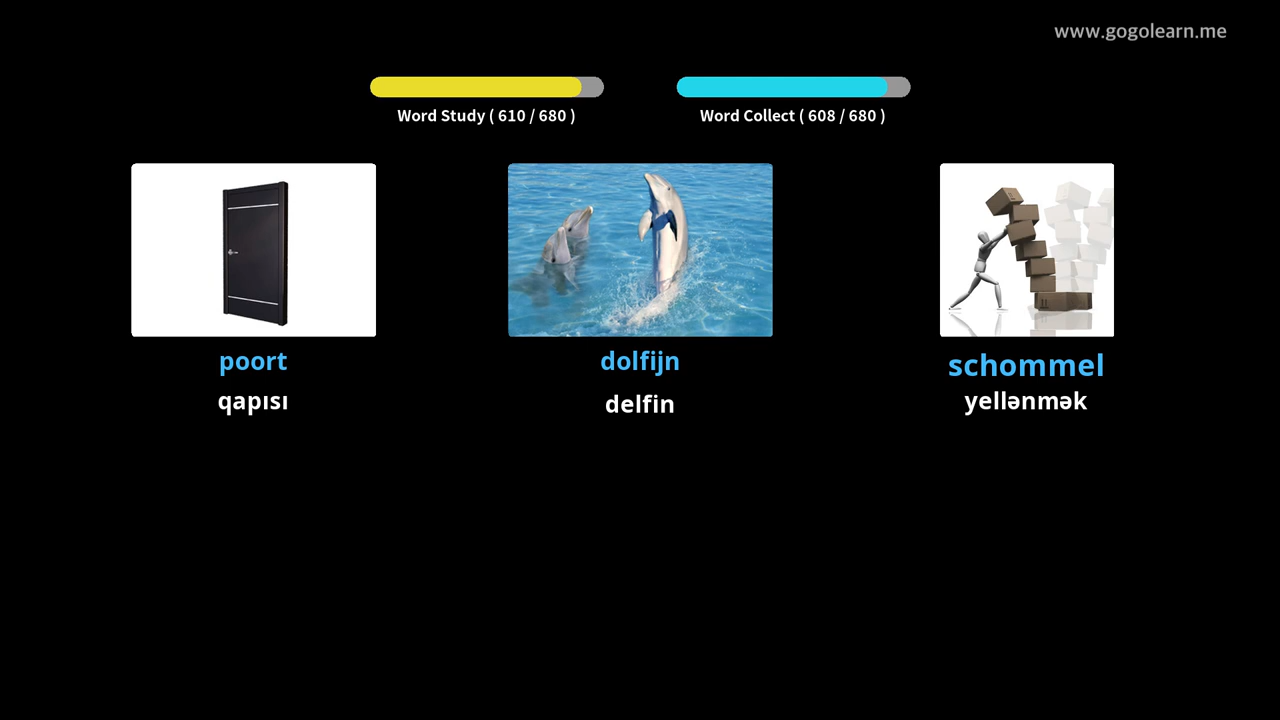 www.gogolearn.me
Word Study ( 610 / 680 )
Word Collect ( 608 / 680 )
poort
dolfijn
schommel
qapısı
delfin
yellənmək